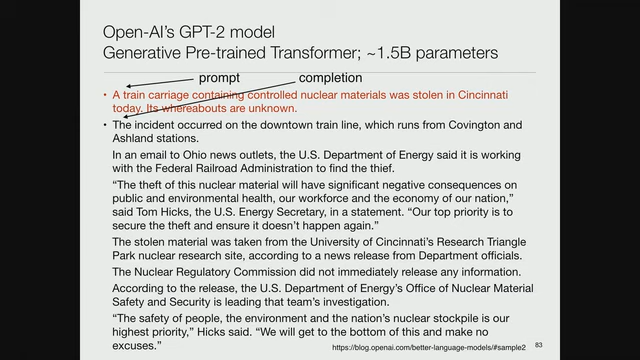 Open-AI's GPT-2 model
Generative Pre-trained Transformer; ~1.5B parameters
prompt completion
• A train carriage containing controlled nuclear materials was stolen in Cincinnati
today. Its whereabouts are unknown.
• The incident occurred on the downtown train line, which runs from Covington and
Ashland stations.
In an email to Ohio news outlets, the U.S. Department of Energy said it is working
with the Federal Railroad Administration to find the thief.
“The theft of this nuclear material will have significant negative consequences on
public and environmental health, our workforce and the economy of our nation,”
said Tom Hicks, the U.S. Energy Secretary, in a statement. “Our top priority is to
secure the theft and ensure it doesn’t happen again.”
The stolen material was taken from the University of Cincinnati’s Research Triangle
Park nuclear research site, according to a news release from Department officials.
The Nuclear Regulatory Commission did not immediately release any information.
According to the release, the U.S. Department of Energy’s Office of Nuclear Material
Safety and Security is leading that team’s investigation.
“The safety of people, the environment and the nation’s nuclear stockpile is our
highest priority,” Hicks said. “We will get to the bottom of this and make no
excuses.”
https://blog.openai.com/better-language-models/#sample2 83